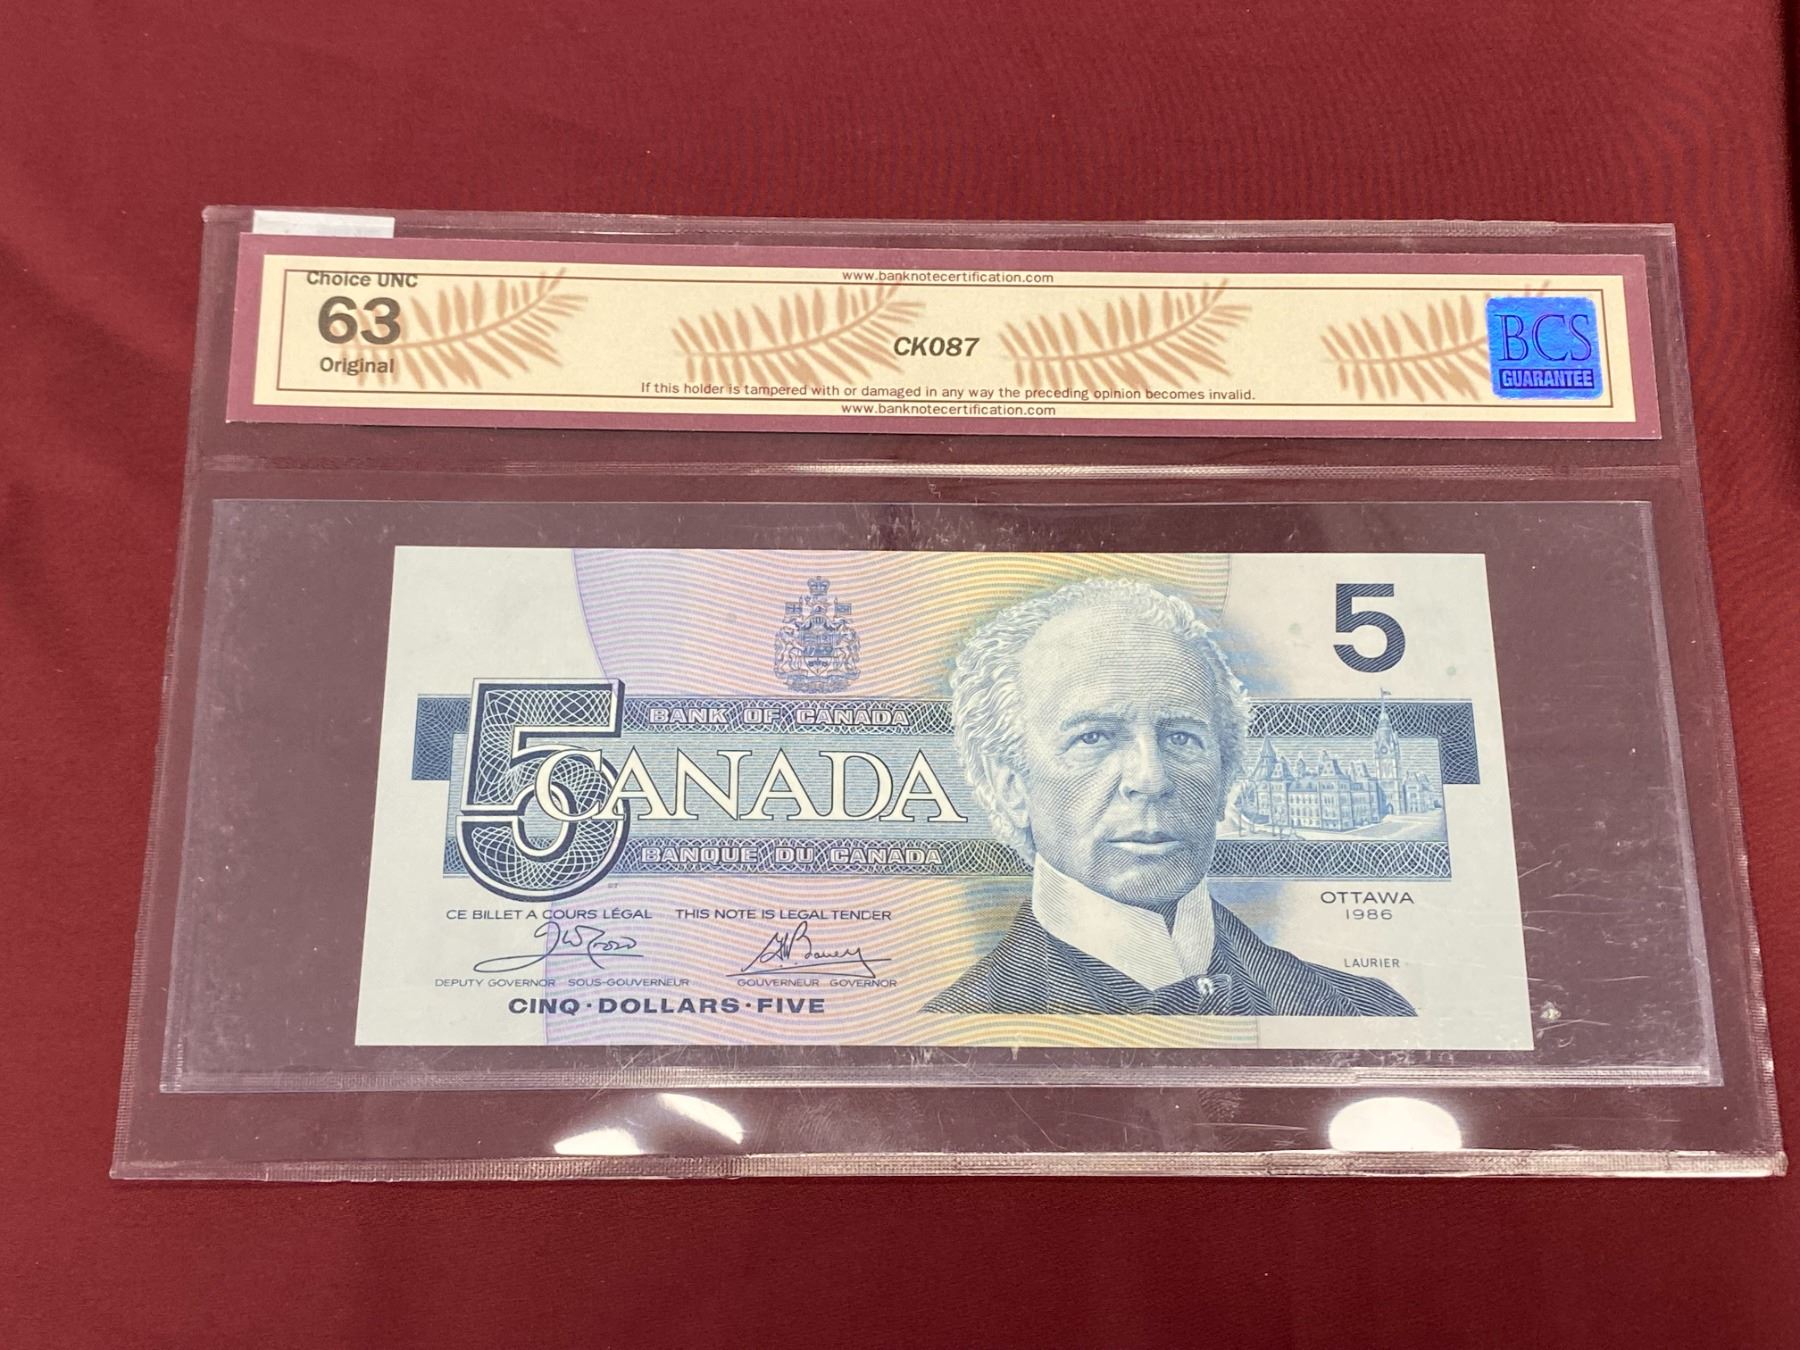 www.banknotecertification.com
Choice UNC
63
Original
CK087
BCS
GUARANTEE
If this holder is tampered with or damaged in any way the preceding opinion becomes invalid.
www.banknotecertification.com
5
BANK OF CANADA
5 CANADA
BANQUE DU CANADA
CE BILLET A COURS LÉGAL THIS NOTE IS LEGAL TENDER
OTTAWA
1986
LAURIER
DEPUTY GOVERNOR SOUS-GOUVERNEUR GOUVERNEUR GOVERNOR
CINQ·DOLLARS·FIVE